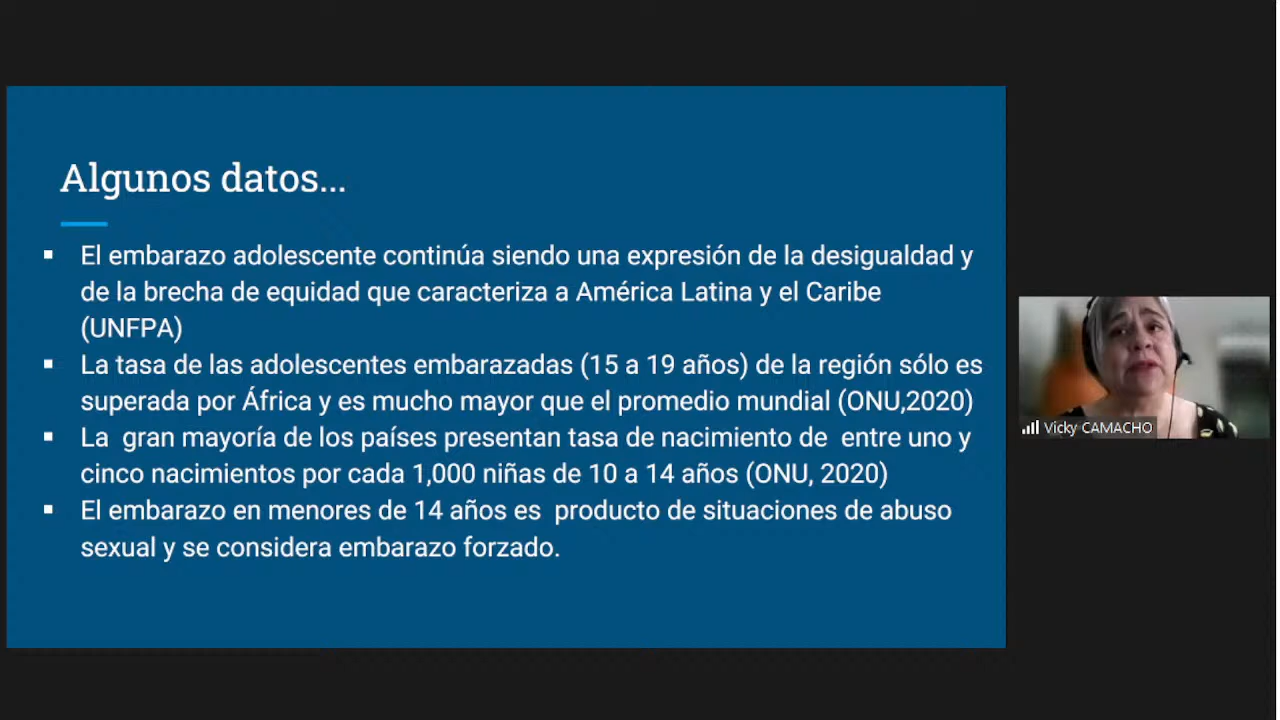 Algunos datos...
▪ El embarazo adolescente continúa siendo una expresión de la desigualdad y
de la brecha de equidad que caracteriza a América Latina y el Caribe
(UNFPA)
▪ La tasa de las adolescentes embarazadas (15 a 19 años) de la región sólo es
superada por África y es mucho mayor que el promedio mundial (ONU,2020)
▪ La gran mayoría de los países presentan tasa de nacimiento de entre uno y
cinco nacimientos por cada 1,000 niñas de 10 a 14 años (ONU, 2020)
▪ El embarazo en menores de 14 años es producto de situaciones de abuso
sexual y se considera embarazo forzado.
Vicky CAMACHO